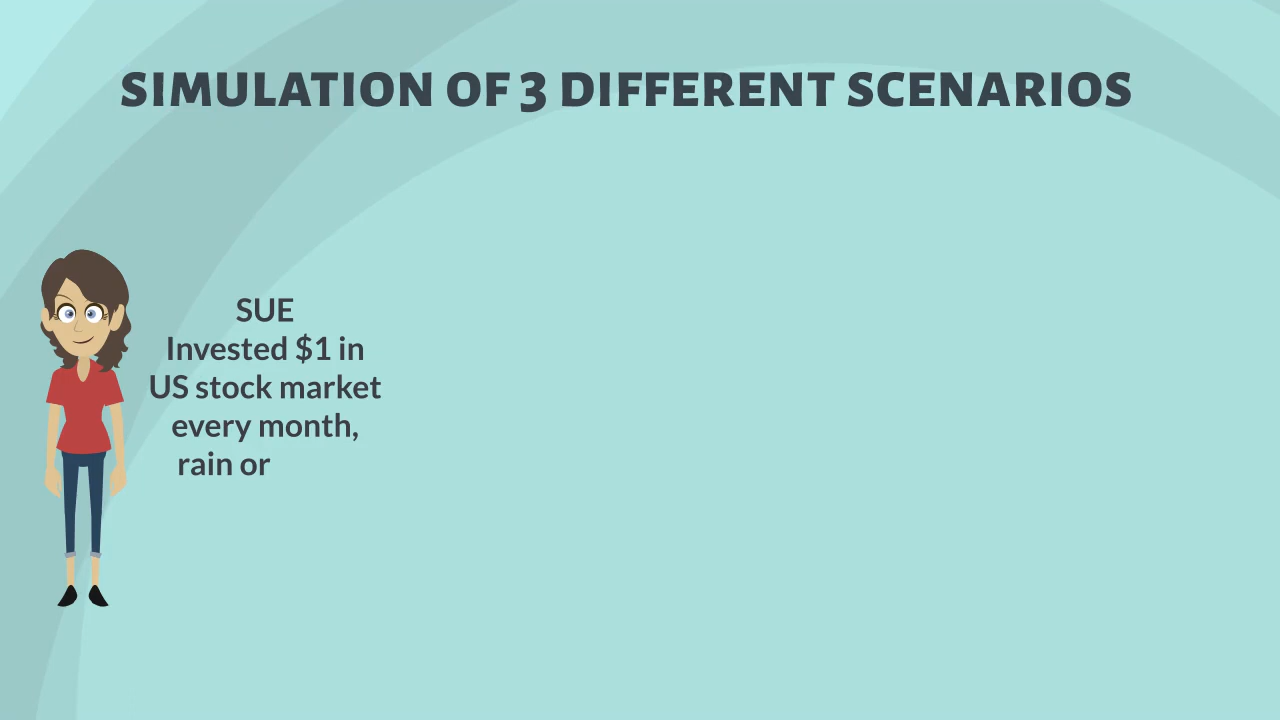 SIMULATION OF 3 DIFFERENT SCENARIOS
SUE
Invested $1 in
US stock market
every month,
rain or